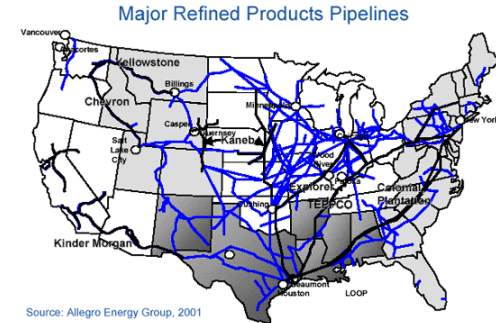 Major Refined Products Pipelines
Vancouver
Anacortes
Yellowstone
Billings
Minneapolis
Chevron
Casper
Guernsey
Kaneb
New York
Salt
Lake
City
Wood
River
Patoka
Explorer
Colonial
Plantation
Cushing
TEPPCO
Kinder Morgan
Beaumont
Houston
LOOP
Source: Allegro Energy Group, 2001